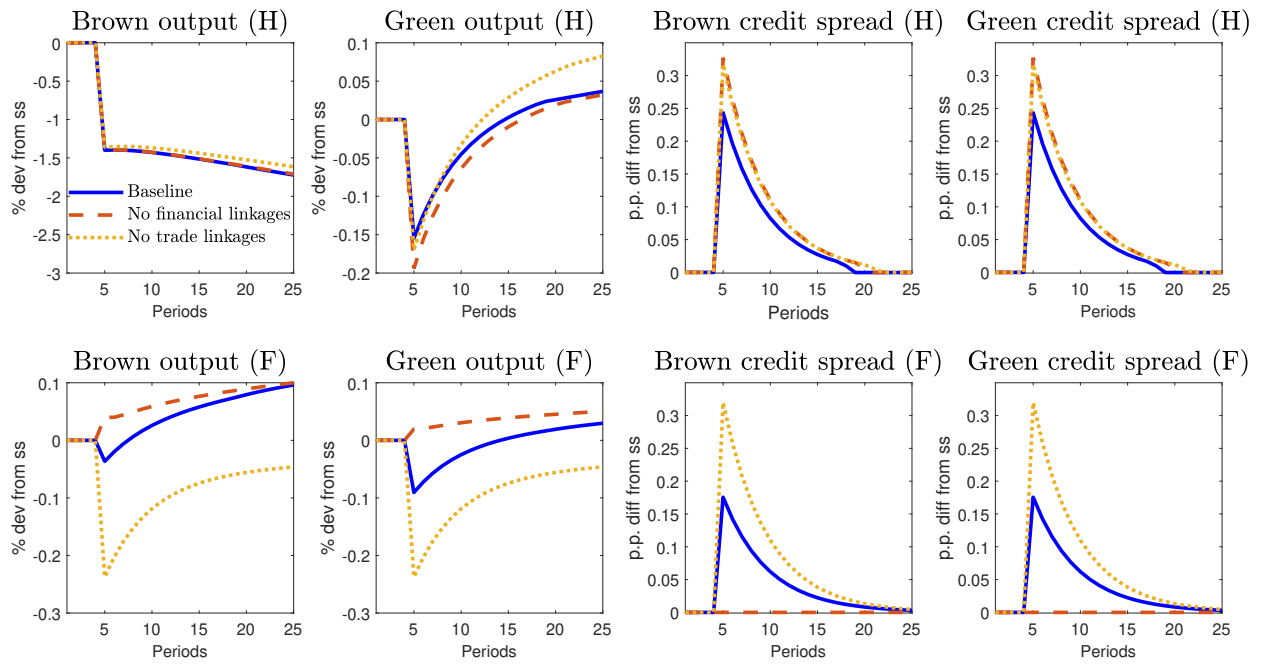 Brown output (H)
Green output (H)
Brown credit spread (H)
Green credit spread (H)
% dev from ss
0
-0.5
-1
-1.5
-2
-2.5
-3
Baseline
No financial linkages
No trade linkages
5 10 15 20 25
Periods
% dev from ss
0.1
0.05
0
-0.05
-0.1
-0.15
-0.2
5 10 15 20 25
Periods
p.p. diff from ss
0.3
0.25
0.2
0.15
0.1
0.05
0
5 10 15 20 25
Periods
p.p. diff from ss
0.3
0.25
0.2
0.15
0.1
0.05
0
5 10 15 20 25
Periods
Brown output (F)
Green output (F)
Brown credit spread (F)
Green credit spread (F)
% dev from ss
0.1
0
-0.1
-0.2
-0.3
5 10 15 20 25
Periods
% dev from ss
0.1
0
-0.1
-0.2
-0.3
5 10 15 20 25
Periods
p.p. diff from ss
0.3
0.25
0.2
0.15
0.1
0.05
0
5 10 15 20 25
Periods
p.p. diff from ss
0.3
0.25
0.2
0.15
0.1
0.05
0
5 10 15 20 25
Periods